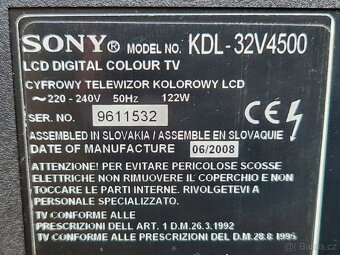 SONY® MODEL NO. KDL-32V4500
LCD DIGITAL COLOUR TV
CYFROWY TELEWIZOR KOLOROWY LCD
~220 - 240V 50Hz 122W
SER. NO. 9611532 CE
ASSEMBLED IN SLOVAKIA / ASSEMBLE EN SLOVAQUIE
DATE OF MANUFACTURE 06/2008
ATTENZIONE! PER EVITARE PERICOLOSE SCOSSE
ELETTRICHE NON RIMUOVERE IL COPERCHIO E NON
TOCCARE LE PARTI INTERNE. RIVOLGETEVI A
PERSONALE SPECIALIZZATO.
TV CONFORME ALLE
PRESCRIZIONI DELL ART. 1 D.M.26.3.1992
TV CONFORME ALLE PRESCRIZIONI DEL D.M.28.8 1995